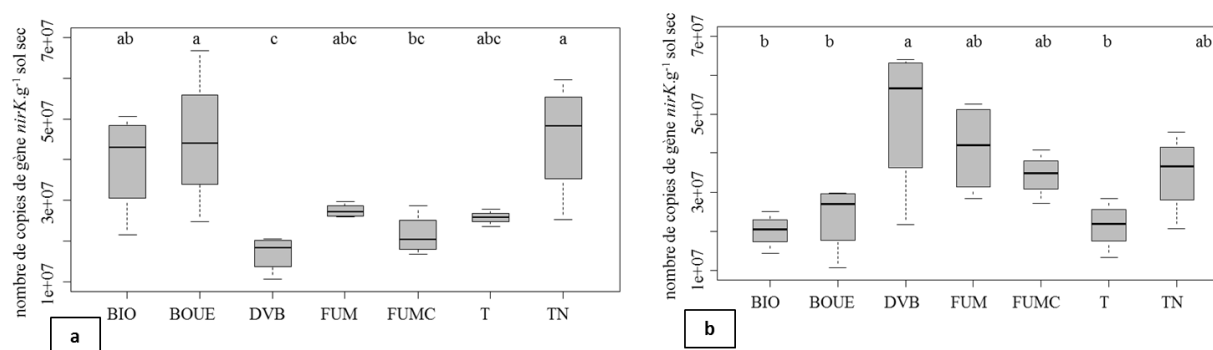 nombre de copies de gène nirK.g⁻¹ sol sec
7e+07
5e+07
3e+07
1e+07
ab a c abc bc abc a
BIO BOUE DVB FUM FUMC T TN
a
nombre de copies de gène nirK.g⁻¹ sol sec
7e+07
5e+07
3e+07
1e+07
b b a ab ab b ab
BIO BOUE DVB FUM FUMC T TN
b